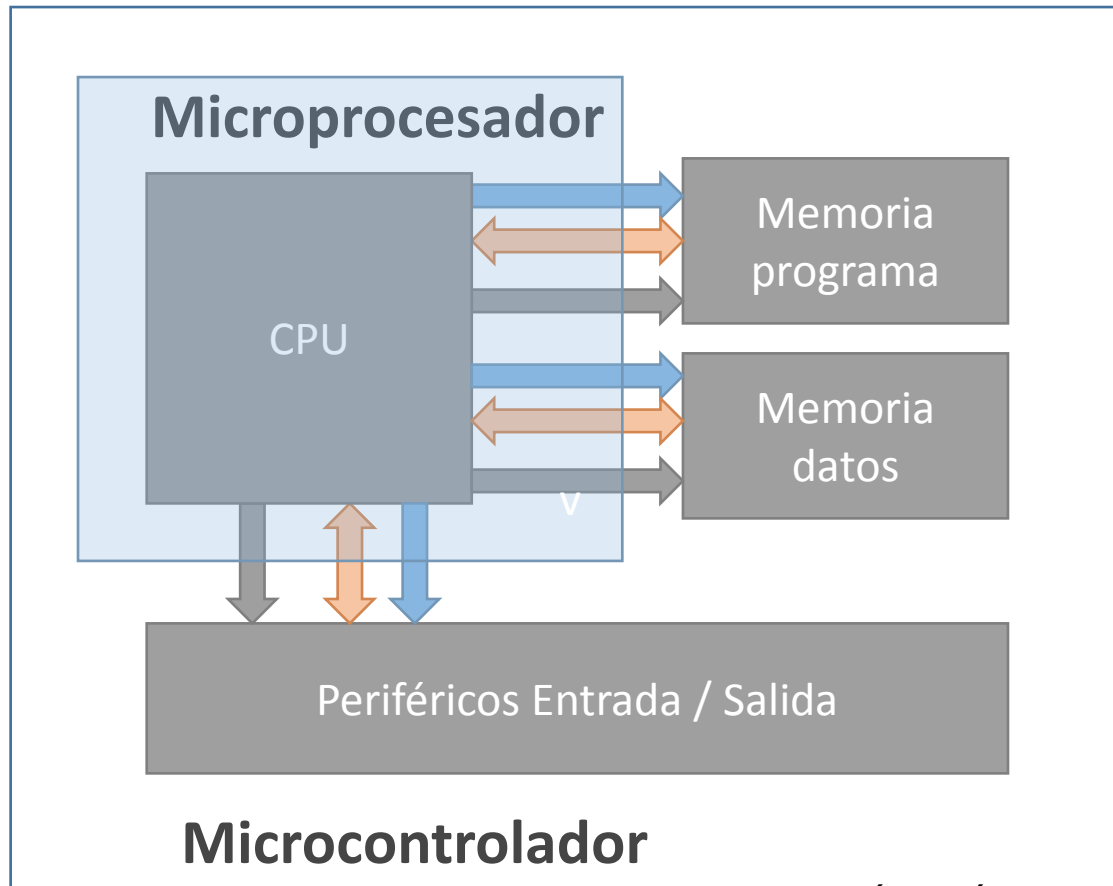 Microprocesador
CPU
Memoria
programa
Memoria
datos
v
Periféricos Entrada / Salida
Microcontrolador